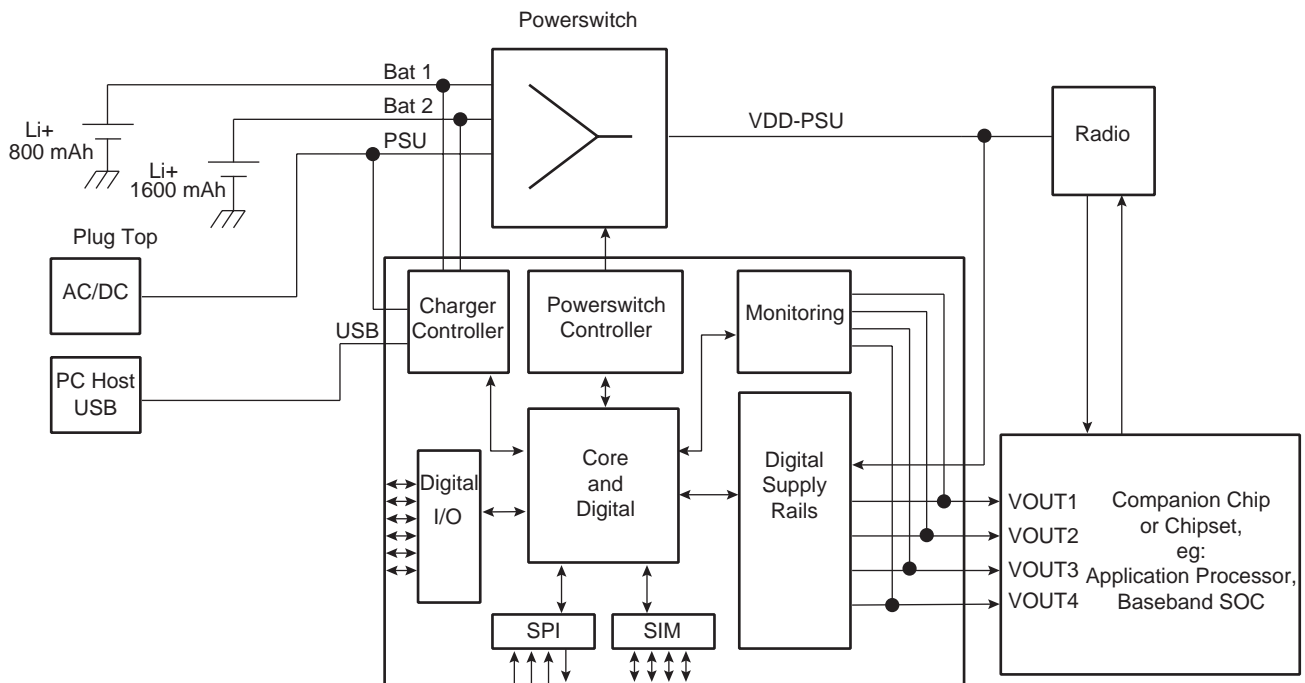 Powerswitch
Bat 1
Bat 2
PSU
Li+
800 mAh
Li+
1600 mAh
VDD-PSU
Radio
Plug Top
AC/DC
PC Host
USB
USB
Charger
Controller
Powerswitch
Controller
Monitoring
Digital
I/O
Core
and
Digital
Digital
Supply
Rails
SPI
SIM
VOUT1
VOUT2
VOUT3
VOUT4
Companion Chip
or Chipset,
eg:
Application Processor,
Baseband SOC